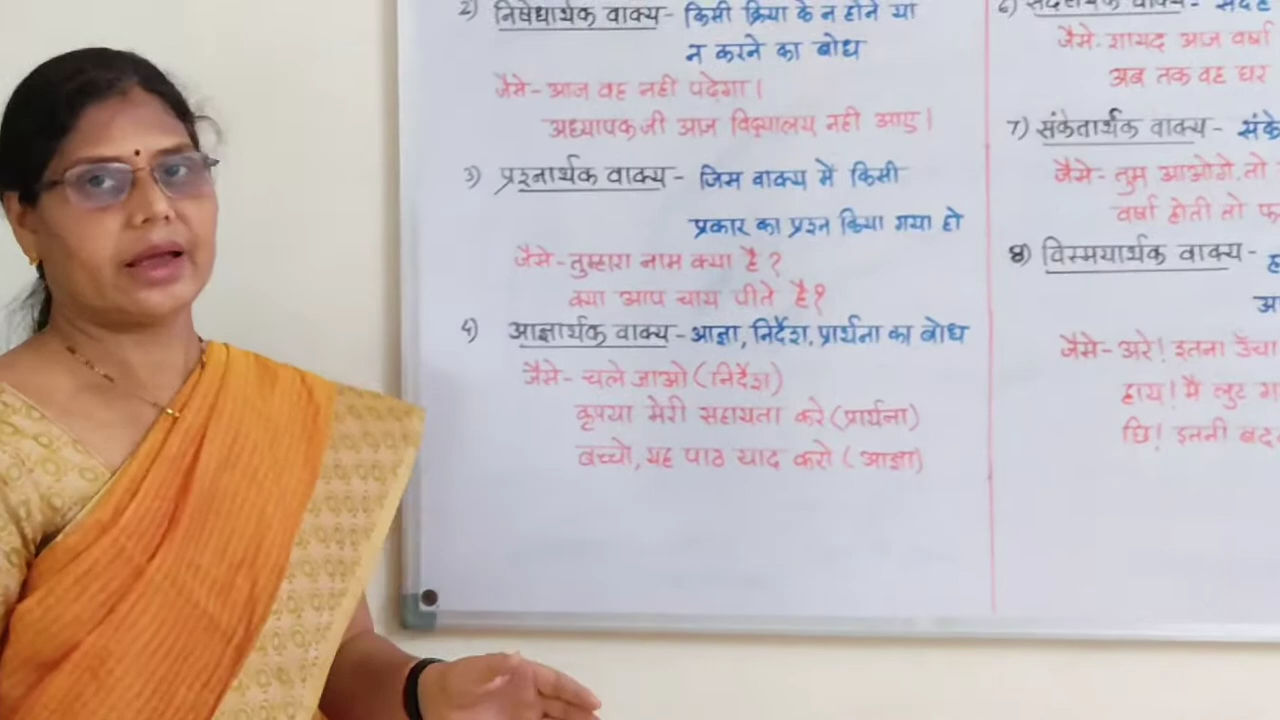 2) निषेधार्थक वाक्य - किसी क्रिया के न होने या
न करने का बोध
जैसे - आज वह नही पढ़ेगा।
अध्यापक जी आज विद्यालय नही आए।
3) प्रश्नार्थक वाक्य - जिस वाक्य में किसी
प्रकार का प्रश्न किया गया हो
जैसे - तुम्हारा नाम क्या है ?
क्या आप चाय पीते है?
4) आज्ञार्थक वाक्य - आज्ञा, निर्देश, प्रार्थना का बोध
जैसे - चले जाओ (निर्देश)
कृपया मेरी सहायता करे (प्रार्थना)
बच्चो, यह पाठ याद करो (आज्ञा)
जैसे - शायद आज वर्षा
अब तक वह घर
7) संकेतार्थक वाक्य - संके
जैसे - तुम आओगे, तो
वर्षा होती तो फ
8) विस्मयार्थक वाक्य -
जैसे - अरे! इतना ऊँचा
हाय! मै लुट ग
छि! इतनी बद